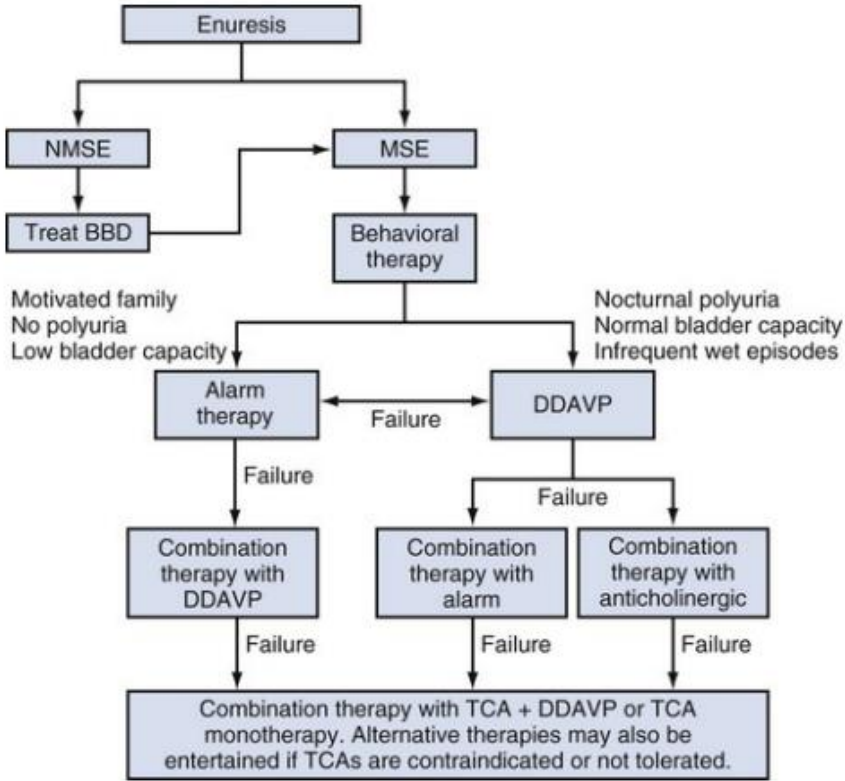 Enuresis
NMSE
MSE
Treat BBD
Behavioral
therapy
Motivated family
No polyuria
Low bladder capacity
Nocturnal polyuria
Normal bladder capacity
Infrequent wet episodes
Alarm
therapy
Failure
DDAVP
Failure
Failure
Combination
therapy with
DDAVP
Combination
therapy with
alarm
Combination
therapy with
anticholinergic
Failure
Failure
Failure
Combination therapy with TCA + DDAVP or TCA
monotherapy. Alternative therapies may also be
entertained if TCAs are contraindicated or not tolerated.